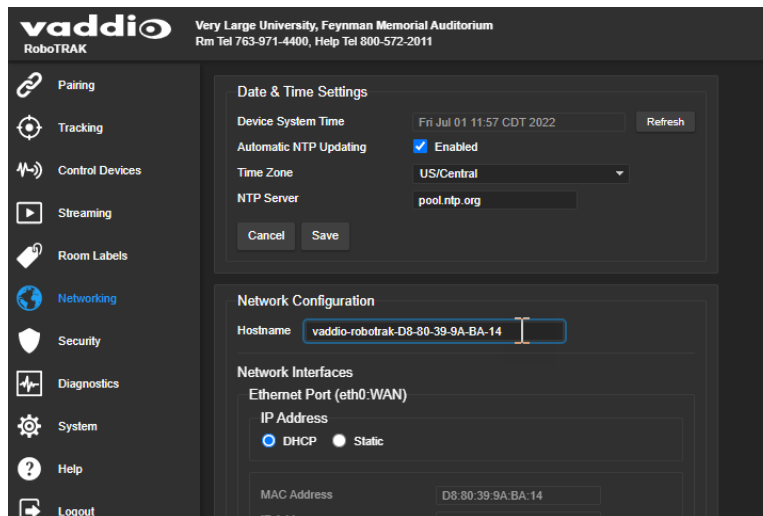 vaddio
RoboTRAK
Very Large University, Feynman Memorial Auditorium
Rm Tel 763-971-4400, Help Tel 800-572-2011
Pairing
Tracking
Control Devices
Streaming
Room Labels
Networking
Security
Diagnostics
System
Help
Logout
Date & Time Settings
Device System Time Fri Jul 01 11:57 CDT 2022 Refresh
Automatic NTP Updating Enabled
Time Zone US/Central
NTP Server pool.ntp.org
Cancel Save
Network Configuration
Hostname vaddio-robotrak-D8-80-39-9A-BA-14
Network Interfaces
Ethernet Port (eth0:WAN)
IP Address
DHCP Static
MAC Address D8:80:39:9A:BA:14